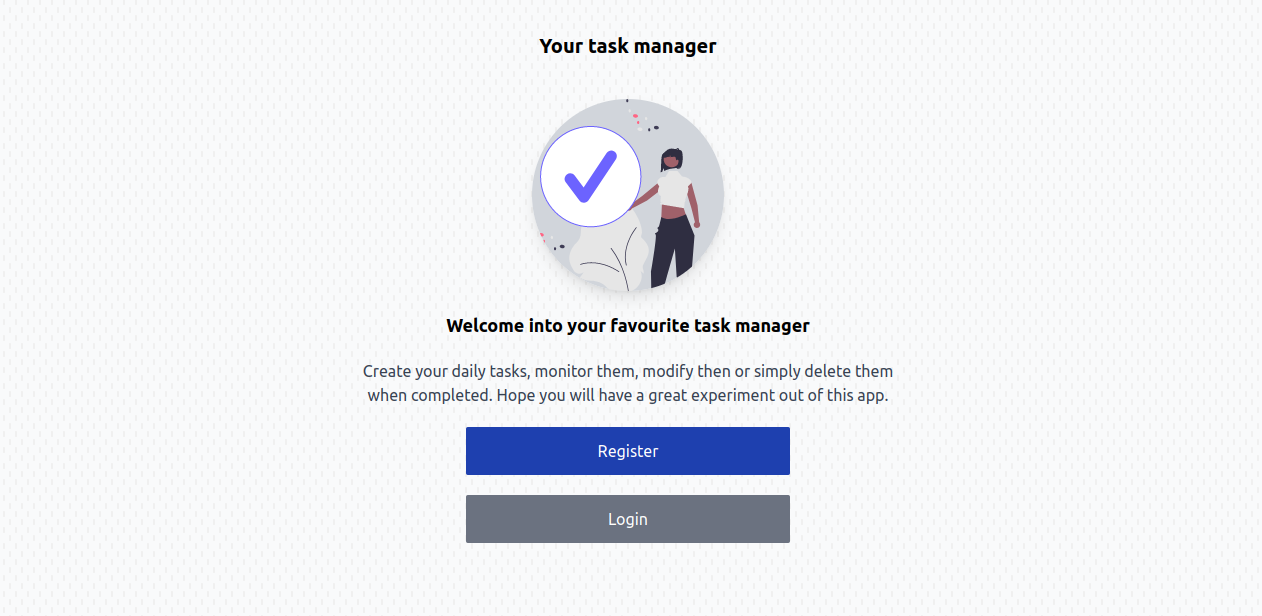 Your task manager
Welcome into your favourite task manager
Create your daily tasks, monitor them, modify then or simply delete them
when completed. Hope you will have a great experiment out of this app.
Register
Login